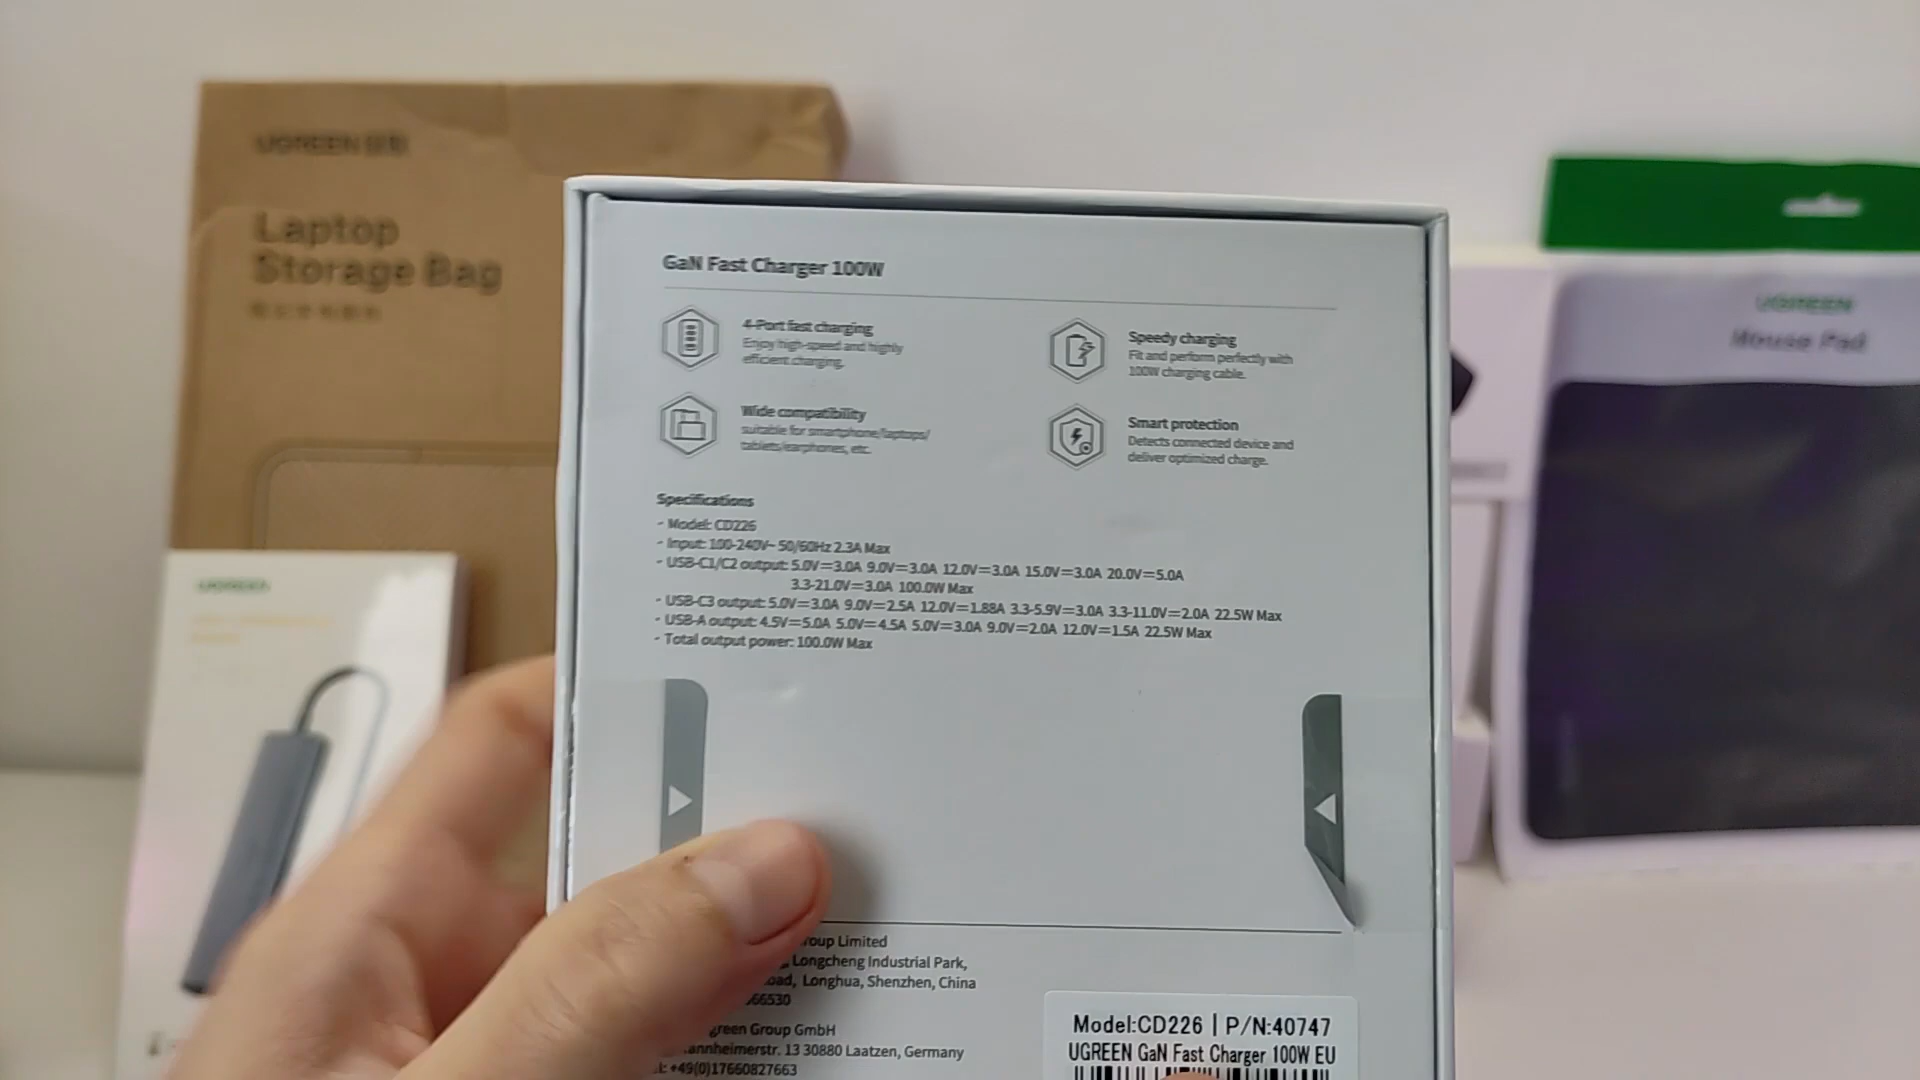 UGREEN
Laptop
Storage Bag
UGREEN
UGREEN
Mouse Pad
GaN Fast Charger 100W
4-Port fast charging
Enjoy high-speed and highly
efficient charging.
Speedy charging
Fit and perform perfectly with
100W charging cable.
Wide compatibility
suitable for smartphone/laptops/
tablets/earphones, etc.
Smart protection
Detects connected device and
deliver optimized charge.
Specifications
- Model: CD226
- Input: 100-240V~ 50/60Hz 2.3A Max
- USB-C1/C2 output: 5.0V⎓3.0A 9.0V⎓3.0A 12.0V⎓3.0A 15.0V⎓3.0A 20.0V⎓5.0A
3.3-21.0V⎓3.0A 100.0W Max
- USB-C3 output: 5.0V⎓3.0A 9.0V⎓2.5A 12.0V⎓1.88A 3.3-5.9V⎓3.0A 3.3-11.0V⎓2.0A 22.5W Max
- USB-A output: 4.5V⎓5.0A 5.0V⎓4.5A 5.0V⎓3.0A 9.0V⎓2.0A 12.0V⎓1.5A 22.5W Max
- Total output power: 100.0W Max
roup Limited
Longcheng Industrial Park,
oad, Longhua, Shenzhen, China
66530
green Group GmbH
annheimerstr. 13 30880 Laatzen, Germany
+49(0)17660827663
Model:CD226 | P/N:40747
UGREEN GaN Fast Charger 100W EU